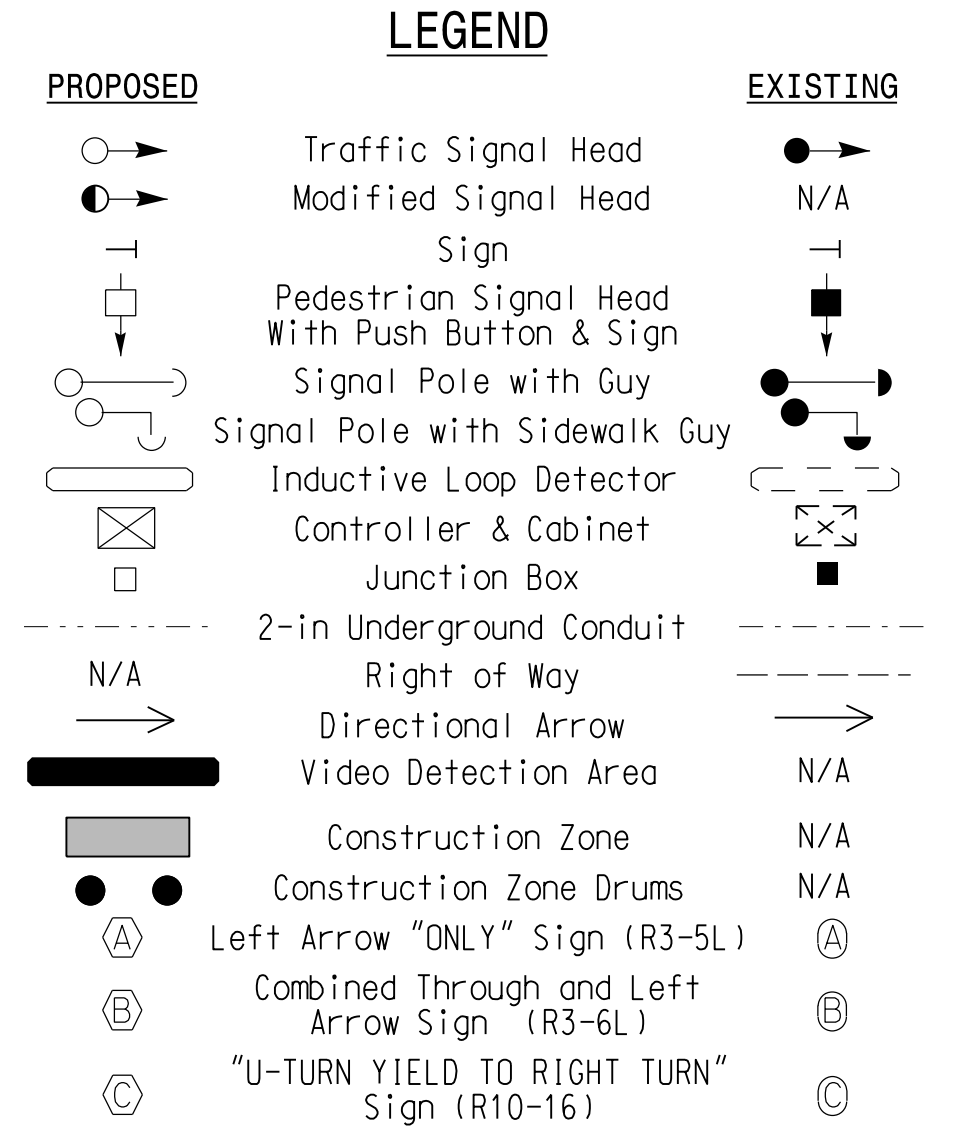 LEGEND
PROPOSED EXISTING
Traffic Signal Head
Modified Signal Head N/A
Sign
Pedestrian Signal Head
With Push Button & Sign
Signal Pole with Guy
Signal Pole with Sidewalk Guy
Inductive Loop Detector
Controller & Cabinet
Junction Box
2-in Underground Conduit
N/A Right of Way
Directional Arrow
Video Detection Area N/A
Construction Zone N/A
Construction Zone Drums N/A
A Left Arrow "ONLY" Sign (R3-5L) A
Combined Through and Left
B Arrow Sign (R3-6L) B
"U-TURN YIELD TO RIGHT TURN"
C Sign (R10-16) C